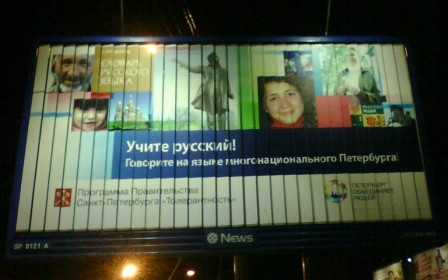 СЛОВАРЬ
РУССКОГО
ЯЗЫКА
Учите русский!
Говорите на языке многонационального Петербурга!
Программа Правительства
Санкт-Петербурга «Толерантность»
ПЕТЕРБУРГ
ОБЪЕДИНЯЕТ
ЛЮДЕЙ
SP 0121 A
News